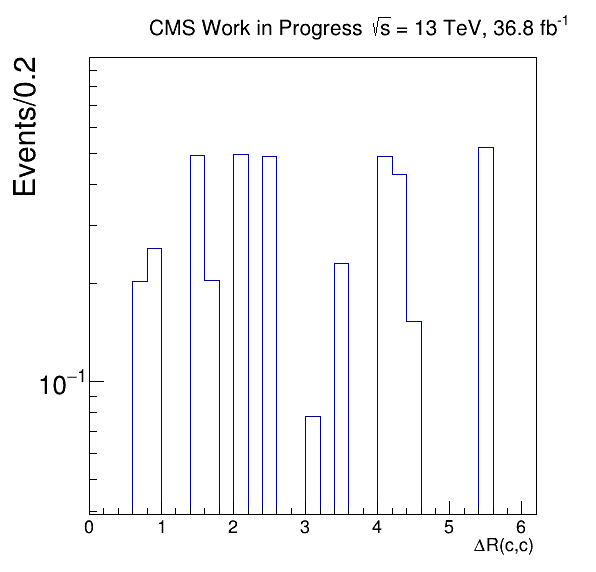 CMS Work in Progress √s = 13 TeV, 36.8 fb⁻¹
Events/0.2
10⁻¹
0 1 2 3 4 5 6
ΔR(c,c)